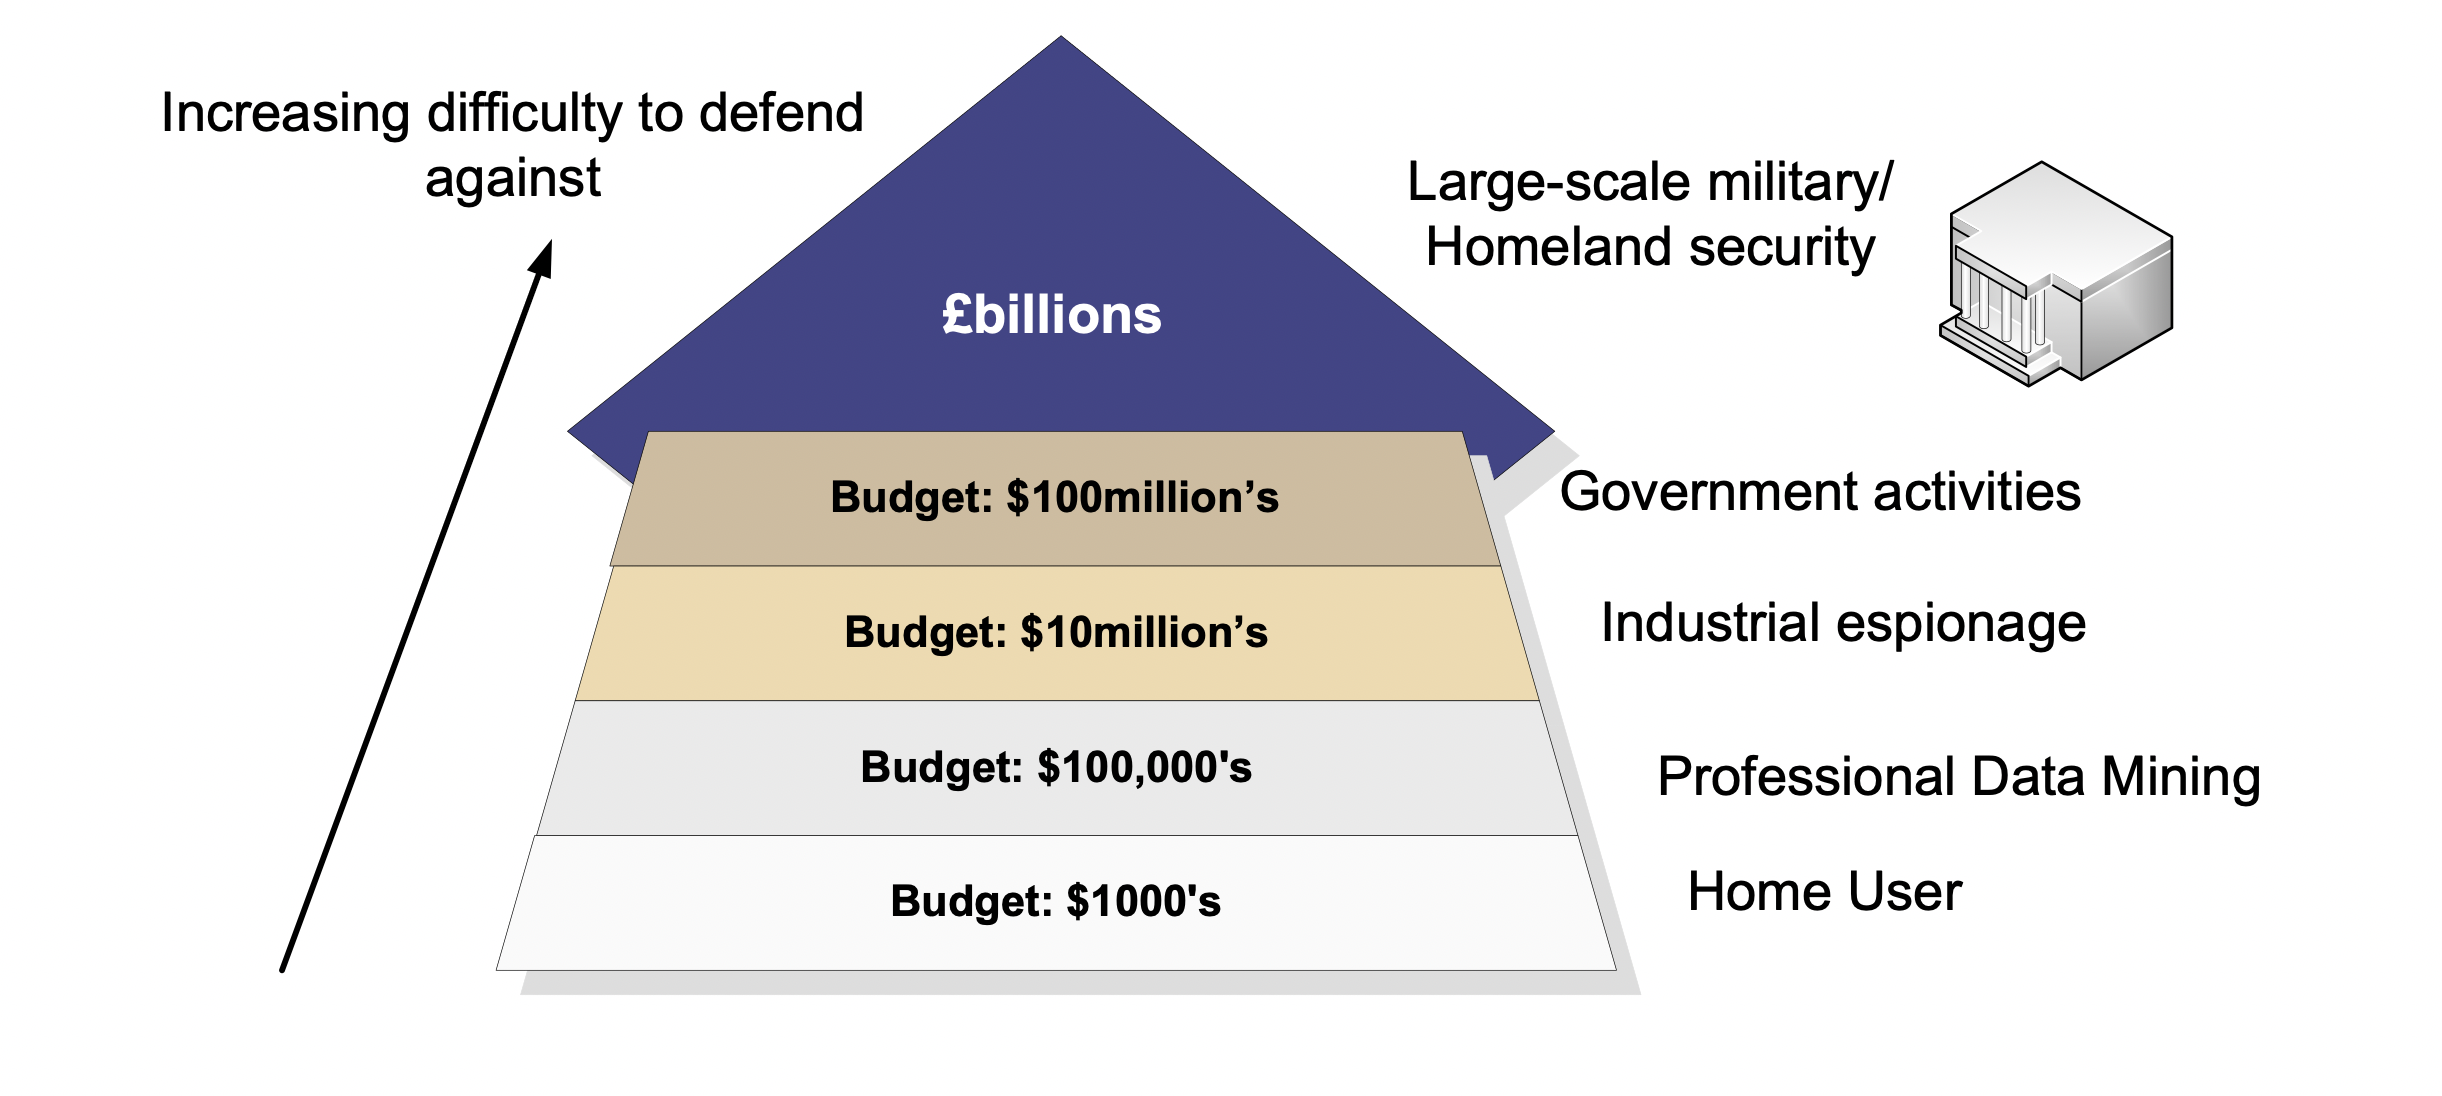 Increasing difficulty to defend
against
Large-scale military/
Homeland security
£billions
Budget: $100million’s
Government activities
Budget: $10million’s
Industrial espionage
Budget: $100,000's
Professional Data Mining
Budget: $1000's
Home User